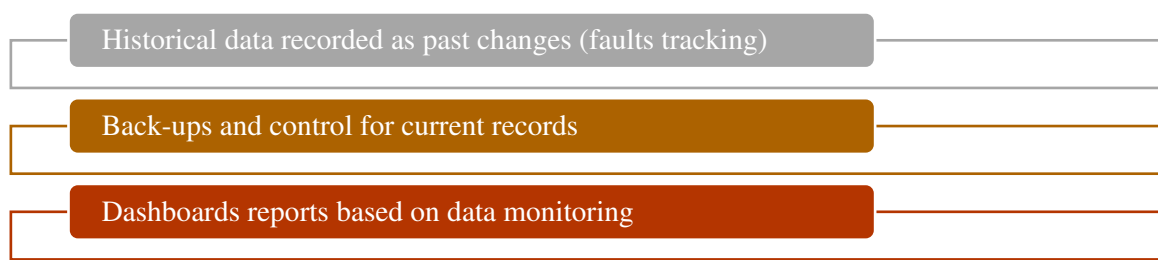 Historical data recorded as past changes (faults tracking)
Back-ups and control for current records
Dashboards reports based on data monitoring